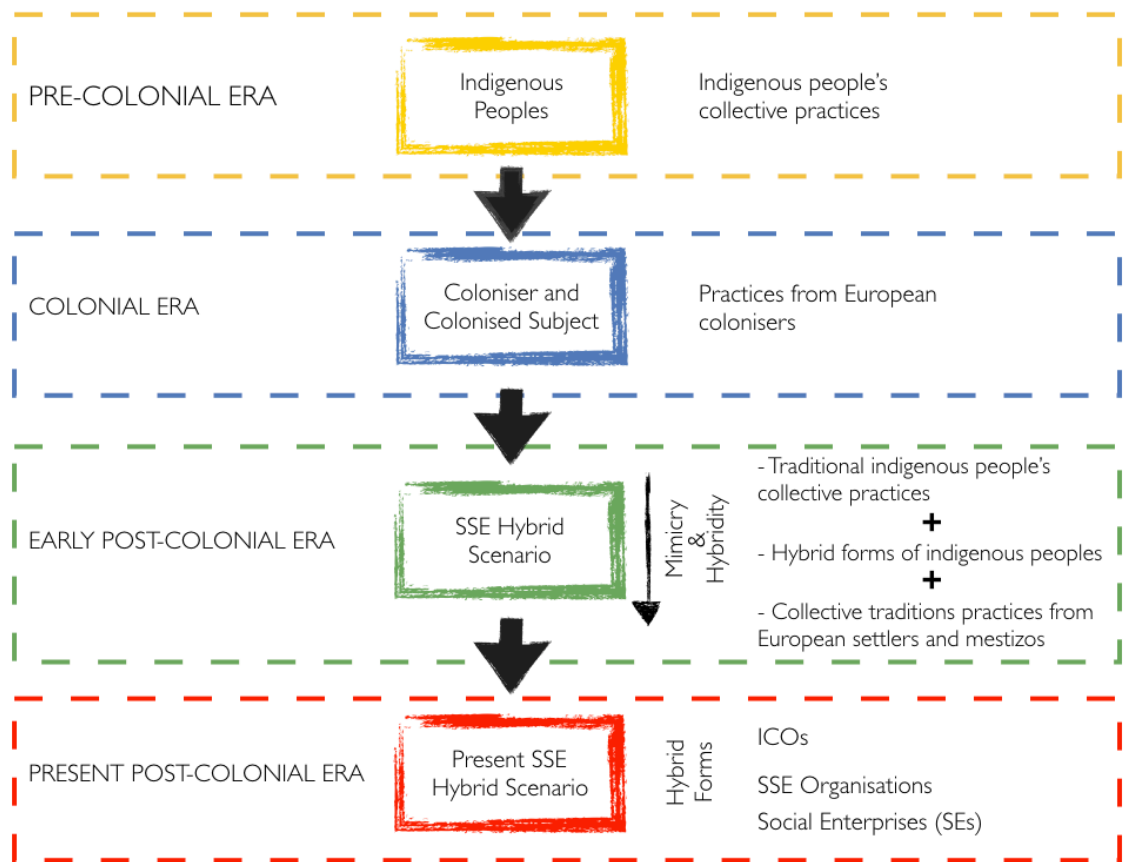 PRE-COLONIAL ERA
Indigenous
Peoples
Indigenous people's
collective practices
COLONIAL ERA
Coloniser and
Colonised Subject
Practices from European
colonisers
EARLY POST-COLONIAL ERA
SSE Hybrid
Scenario
Mimicry
&
Hybridity
- Traditional indigenous people's
collective practices
+
- Hybrid forms of indigenous peoples
+
- Collective traditions practices from
European settlers and mestizos
PRESENT POST-COLONIAL ERA
Present SSE
Hybrid Scenario
Hybrid
Forms
ICOs
SSE Organisations
Social Enterprises (SEs)